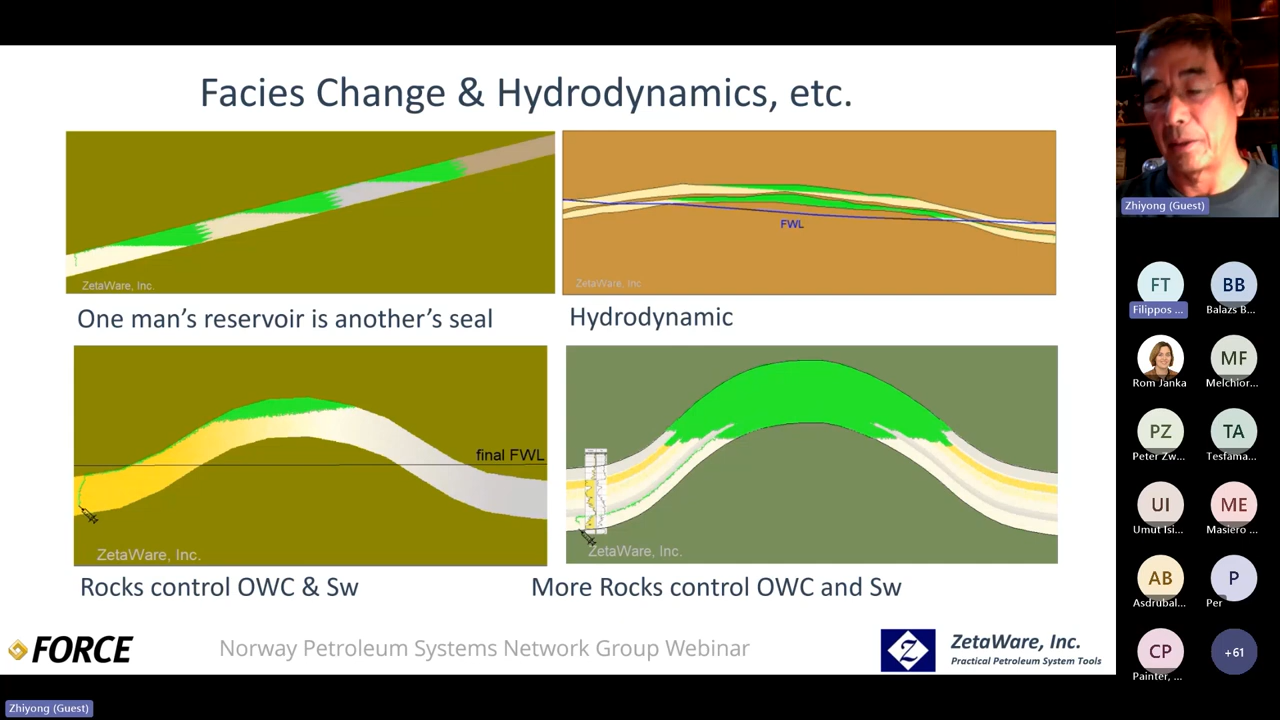 Facies Change & Hydrodynamics, etc.
ZetaWare, Inc.
FWL
ZetaWare, Inc.
One man's reservoir is another's seal
Hydrodynamic
final FWL
ZetaWare, Inc.
ZetaWare, Inc.
Rocks control OWC & Sw
More Rocks control OWC and Sw
FORCE
Norway Petroleum Systems Network Group Webinar
Z
ZetaWare, Inc.
Practical Petroleum System Tools
Zhiyong (Guest)
FT
Filippos ...
BB
Balazs B...
Rom Janka
MF
Melchior...
PZ
Peter Zw...
TA
Tesfama...
UI
Umut Isi...
ME
Masiero ...
AB
Asdrubal...
P
Per
CP
Painter, ...
+61
Zhiyong (Guest)